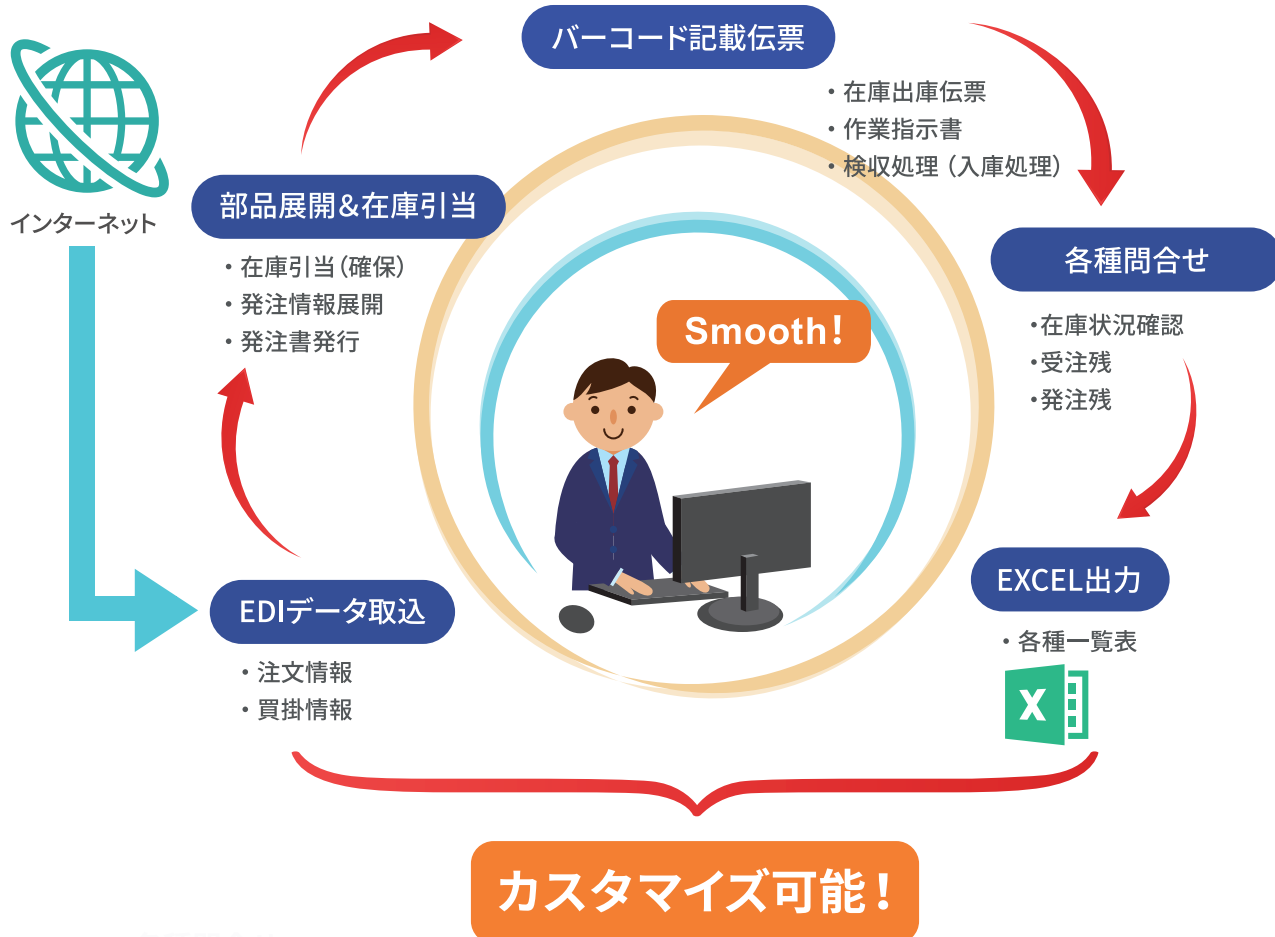 インターネット
EDIデータ取込
・注文情報
・買掛情報
部品展開&在庫引当
・在庫引当(確保)
・発注情報展開
・発注書発行
バーコード記載伝票
・在庫出庫伝票
・作業指示書
・検収処理(入庫処理)
各種問合せ
・在庫状況確認
・受注残
・発注残
EXCEL出力
・各種一覧表
X
Smooth!
カスタマイズ可能!